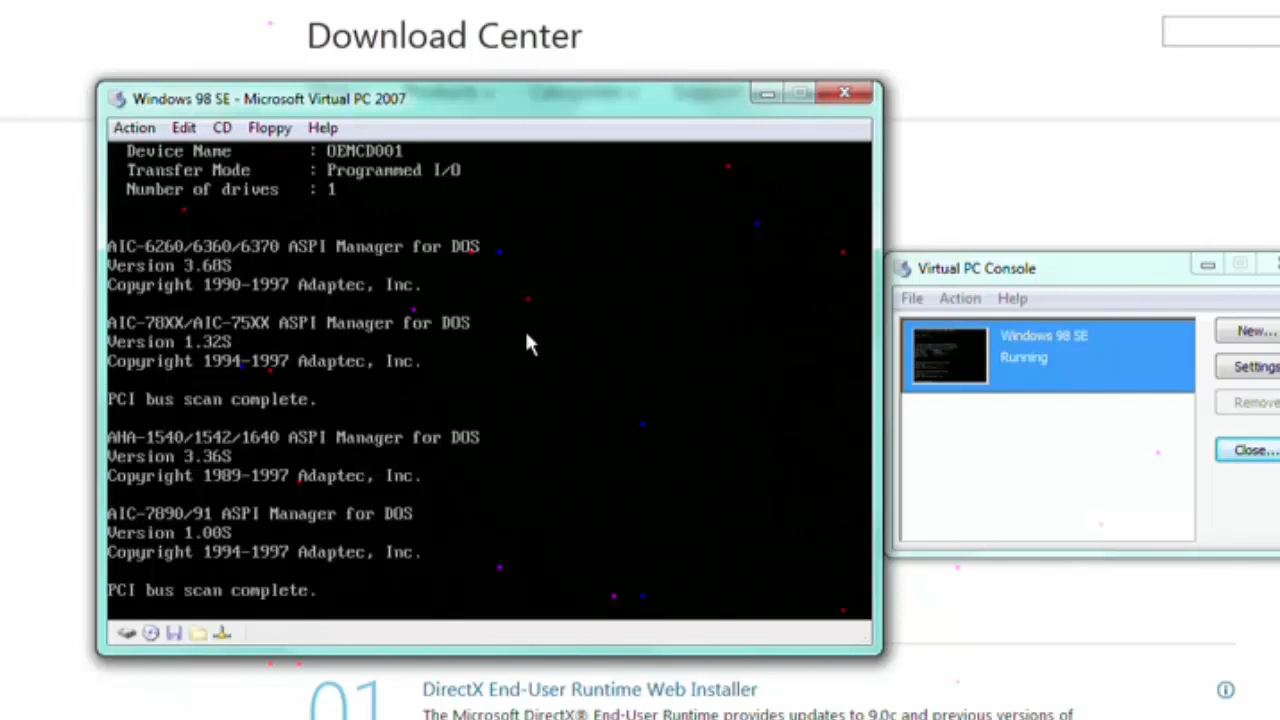 Download Center
Windows 98 SE - Microsoft Virtual PC 2007
Action Edit CD Floppy Help
Device Name : OEMCD001
Transfer Mode : Programmed I/O
Number of drives : 1
AIC-6260/6360/6370 ASPI Manager for DOS
Version 3.68S
Copyright 1990-1997 Adaptec, Inc.
AIC-78XX/AIC-75XX ASPI Manager for DOS
Version 1.32S
Copyright 1994-1997 Adaptec, Inc.
PCI bus scan complete.
AHA-1540/1542/1640 ASPI Manager for DOS
Version 3.36S
Copyright 1989-1997 Adaptec, Inc.
AIC-7890/91 ASPI Manager for DOS
Version 1.00S
Copyright 1994-1997 Adaptec, Inc.
PCI bus scan complete.
Virtual PC Console
File Action Help
Windows 98 SE
Running
New...
Settings
Remove
Close...
01
DirectX End-User Runtime Web Installer
The Microsoft DirectX® End-User Runtime provides updates to 9.0c and previous versions of